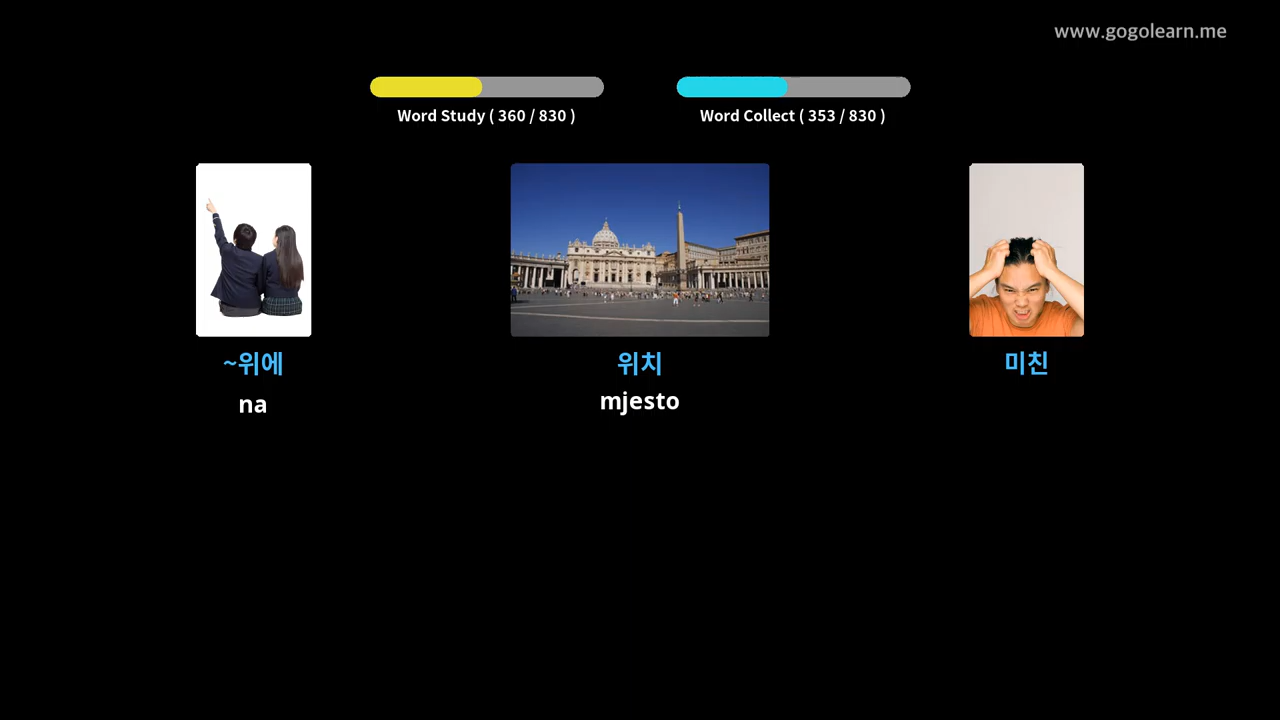 www.gogolearn.me
Word Study ( 360 / 830 )
Word Collect ( 353 / 830 )
~위에
위치
미친
na
mjesto